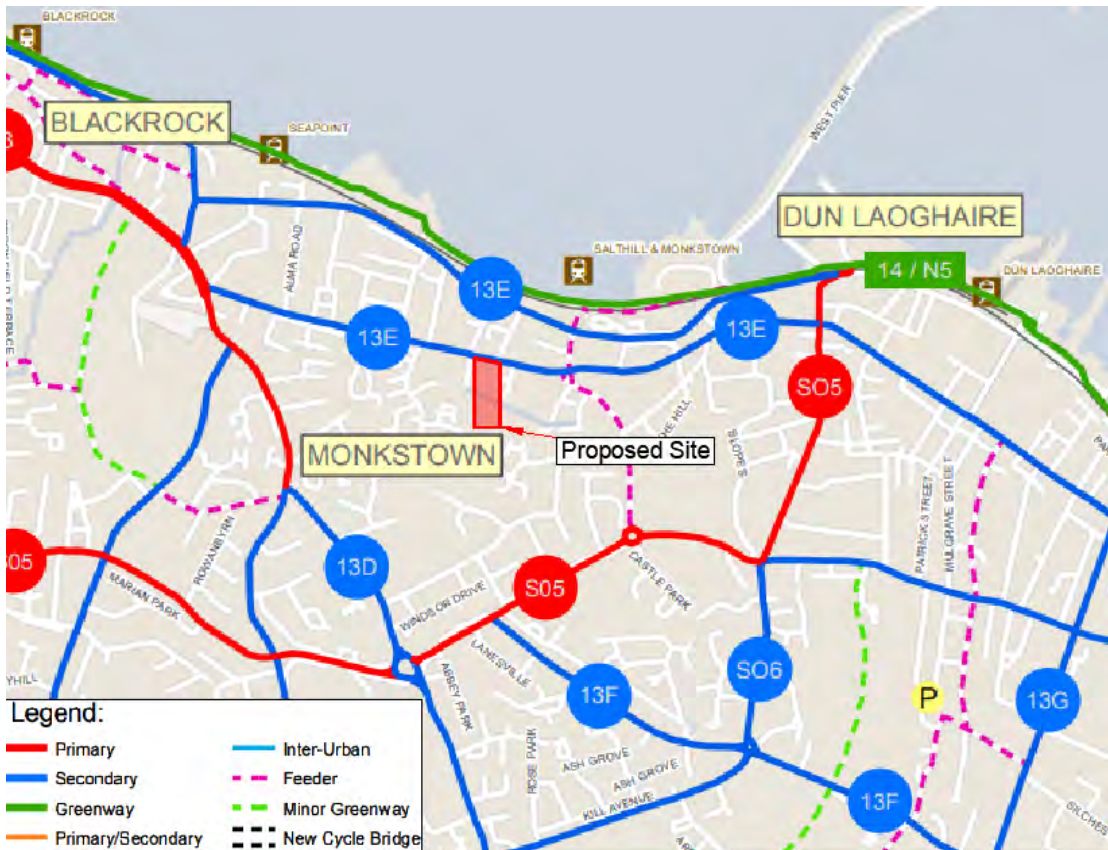 BLACKROCK
BLACKROCK
SEAPOINT
WEST PIER
DUN LAOGHAIRE
SALTHILL & MONKSTOWN
14 / N5
DUN LAOGHAIRE
ALMA ROAD
13E
13E
13E
SO5
Proposed Site
MONKSTOWN
SLOPES
PATRICK STREET
MULGRAVE STREET
ROWANBYRN
MARIAN PARK
13D
WINDSOR DRIVE
S05
CASTLE PARK
LANESVILLE
ABBEY PARK
13F
SO6
P
13G
ROSE PARK
ASH GROVE
ASH GROVE
KILL AVENUE
13F
Legend:
Primary
Inter-Urban
Secondary
Feeder
Greenway
Minor Greenway
Primary/Secondary
New Cycle Bridge